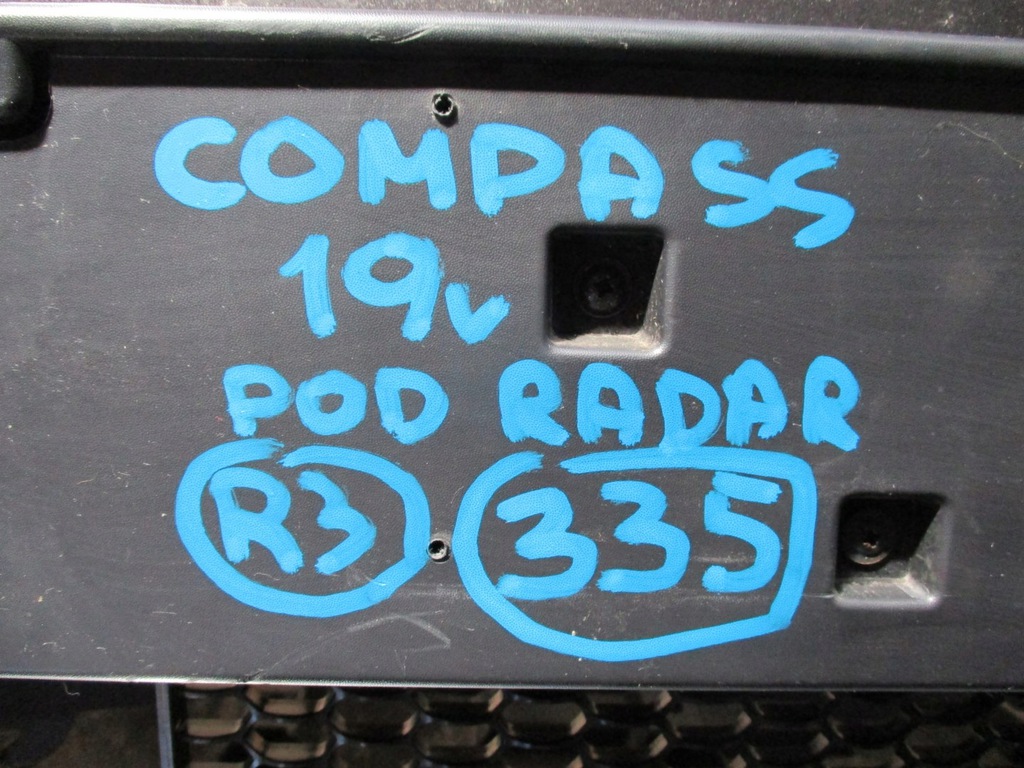 COMPASS
19v
POD RADAR
R3 335